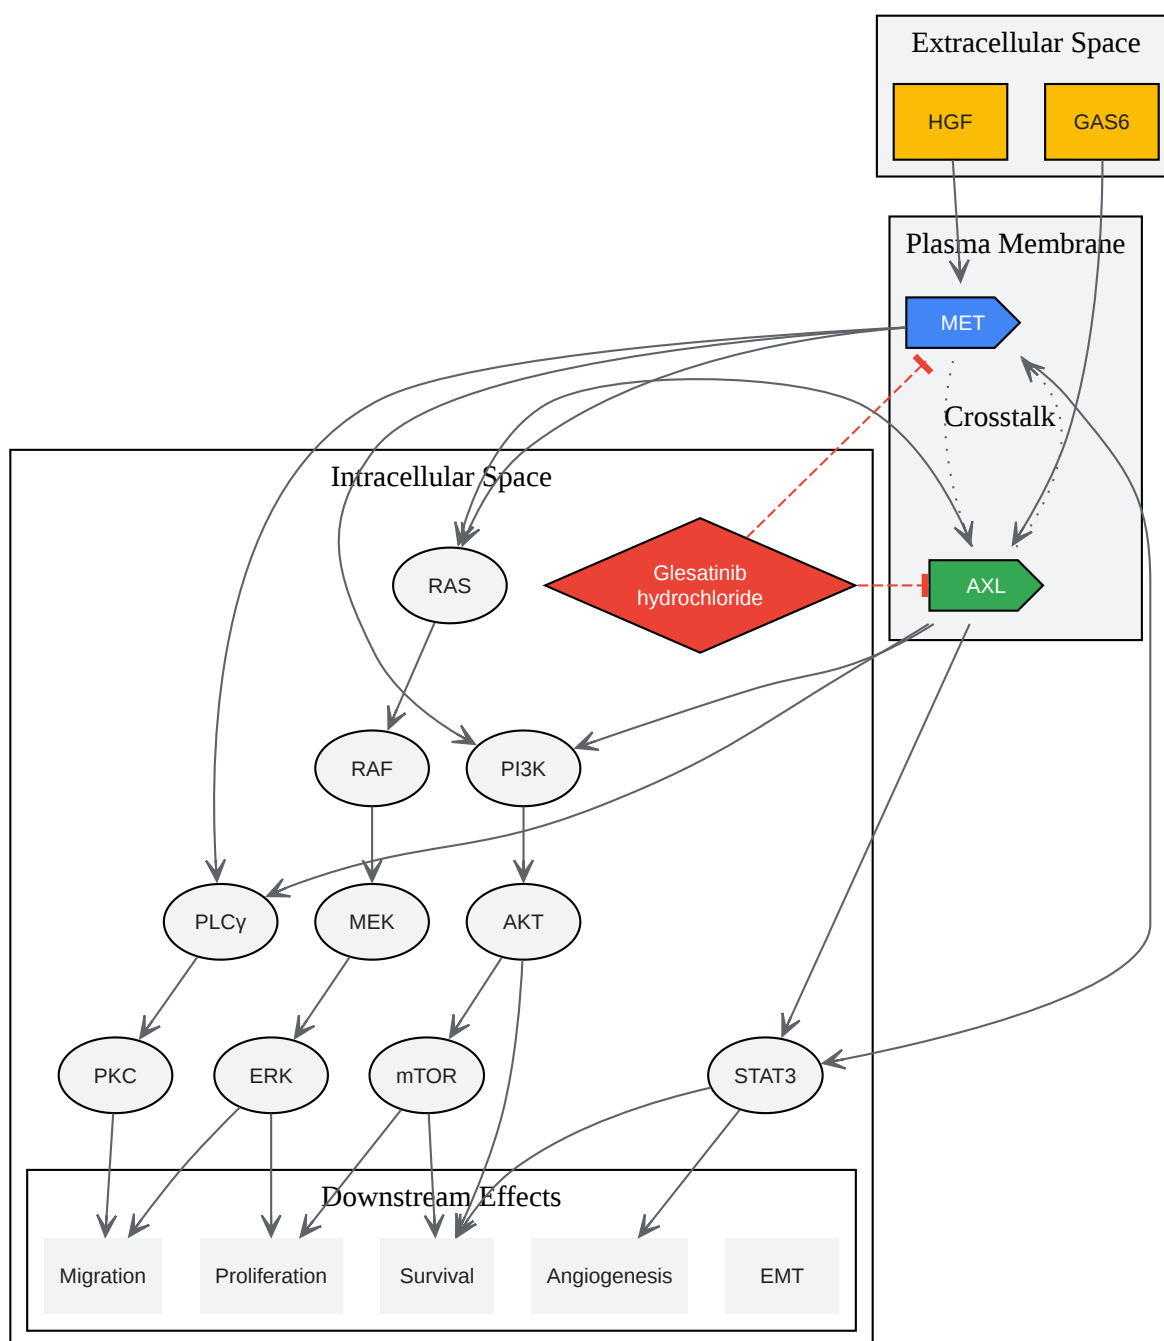 Extracellular Space
HGF
GAS6
Plasma Membrane
MET
Crosstalk
Intracellular Space
RAS
Glesatinib
hydrochloride
AXL
RAF
PI3K
PLCγ
MEK
AKT
PKC
ERK
mTOR
STAT3
Downstream Effects
Migration
Proliferation
Survival
Angiogenesis
EMT